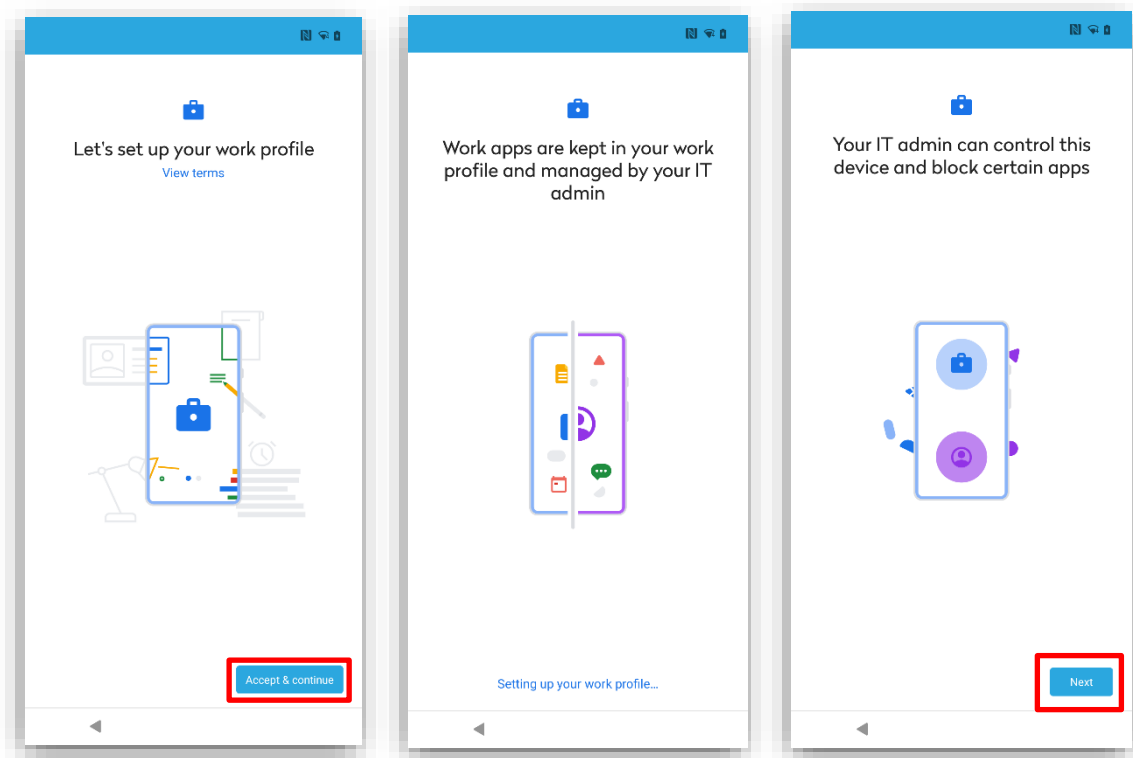 Let's set up your work profile
View terms
Accept & continue
Work apps are kept in your work
profile and managed by your IT
admin
Setting up your work profile...
Your IT admin can control this
device and block certain apps
Next